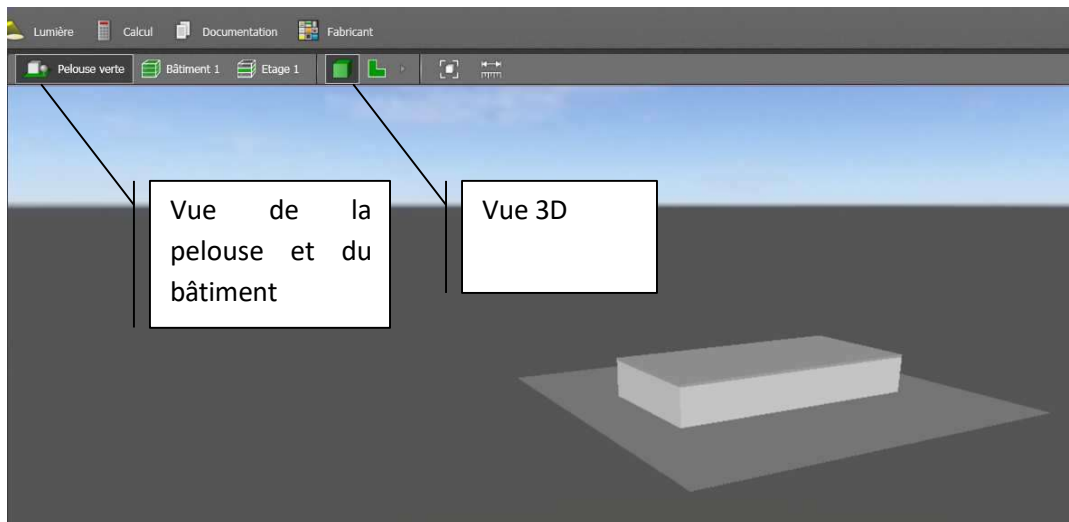 Lumière Calcul Documentation Fabricant
Pelouse verte Bâtiment 1 Etage 1
Vue de la
pelouse et du
bâtiment
Vue 3D